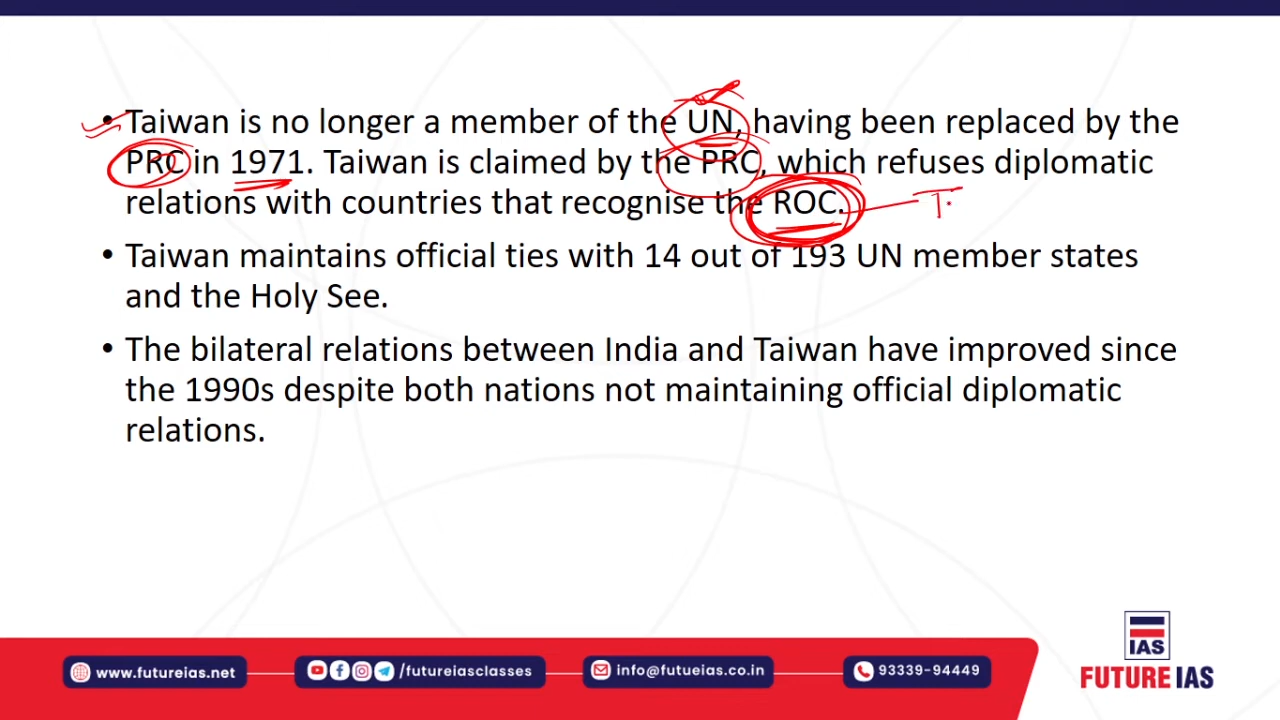 • Taiwan is no longer a member of the UN, having been replaced by the
PRC in 1971. Taiwan is claimed by the PRC, which refuses diplomatic
relations with countries that recognise the ROC. T
• Taiwan maintains official ties with 14 out of 193 UN member states
and the Holy See.
• The bilateral relations between India and Taiwan have improved since
the 1990s despite both nations not maintaining official diplomatic
relations.
IAS
FUTURE IAS
www.futureias.net
/futureiasclasses
info@futueias.co.in
93339-94449